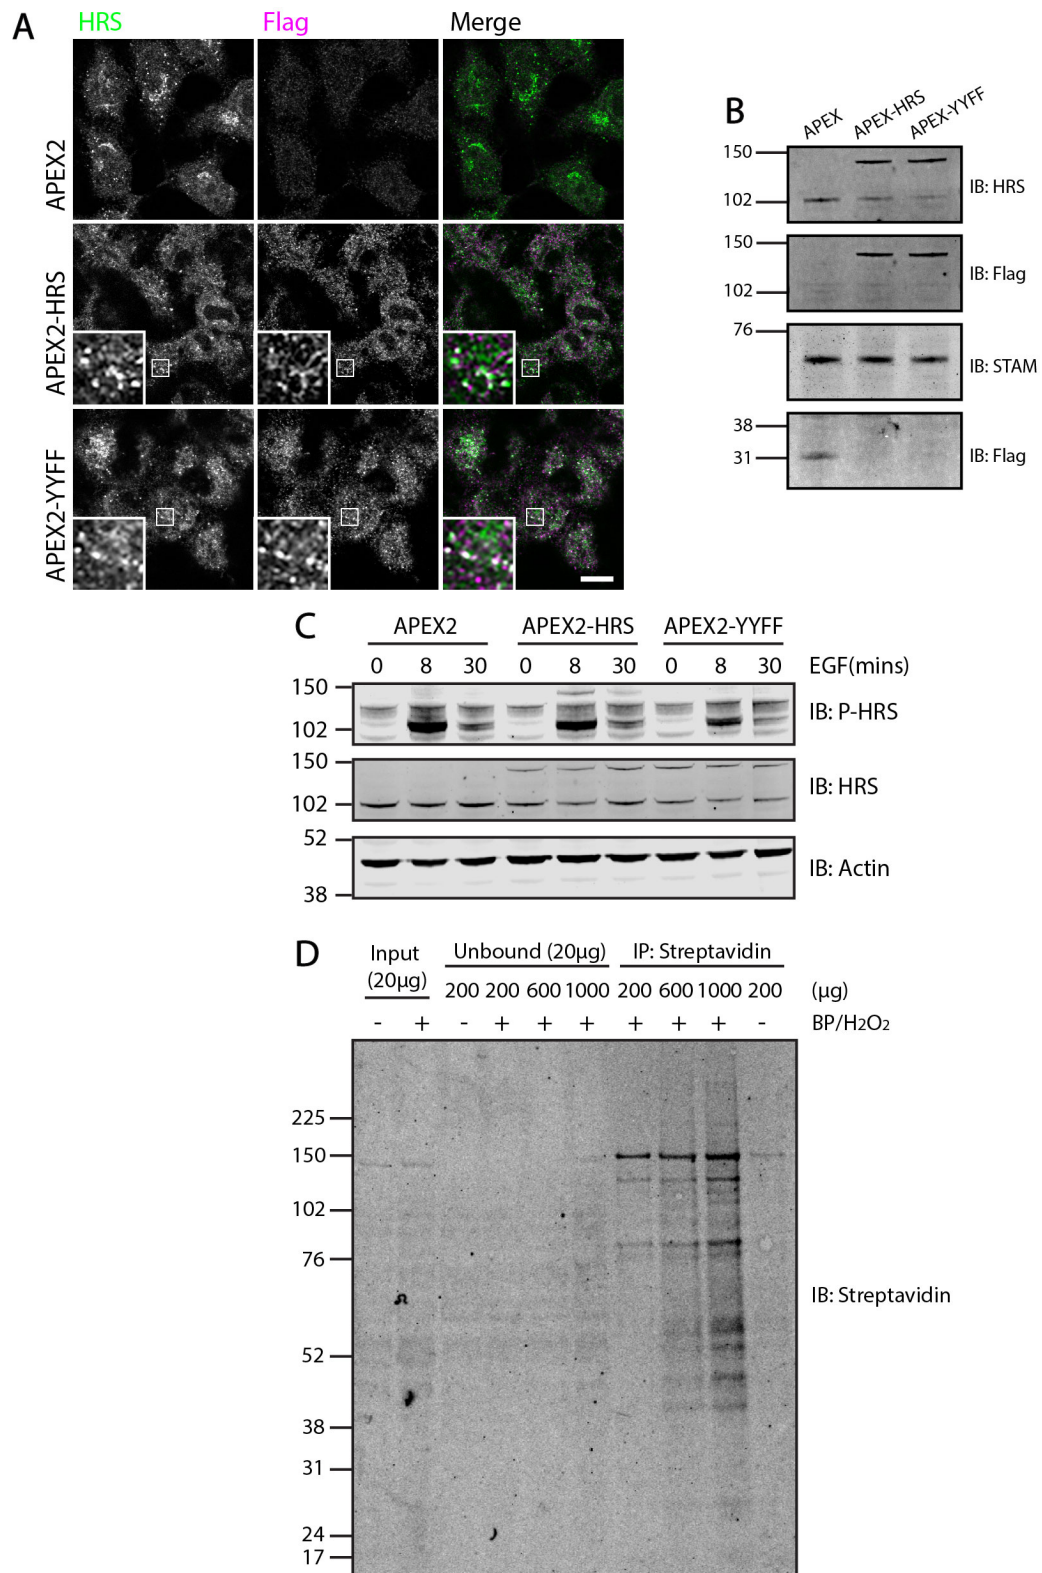 A
HRS Flag Merge
APEX2
APEX2-HRS
APEX2-YYFF
B
APEX APEX-HRS APEX-YYFF
150
102
IB: HRS
150
102
IB: Flag
76
IB: STAM
38
31
IB: Flag
C
APEX2 APEX2-HRS APEX2-YYFF
0 8 30 0 8 30 0 8 30 EGF(mins)
150
102
IB: P-HRS
150
102
IB: HRS
52
38
IB: Actin
D
Input (20µg) Unbound (20µg) IP: Streptavidin
200 200 600 1000 200 600 1000 200 (µg)
- + - + + + + + + - BP/H2O2
225
150
102
76
52
38
31
24
17
IB: Streptavidin